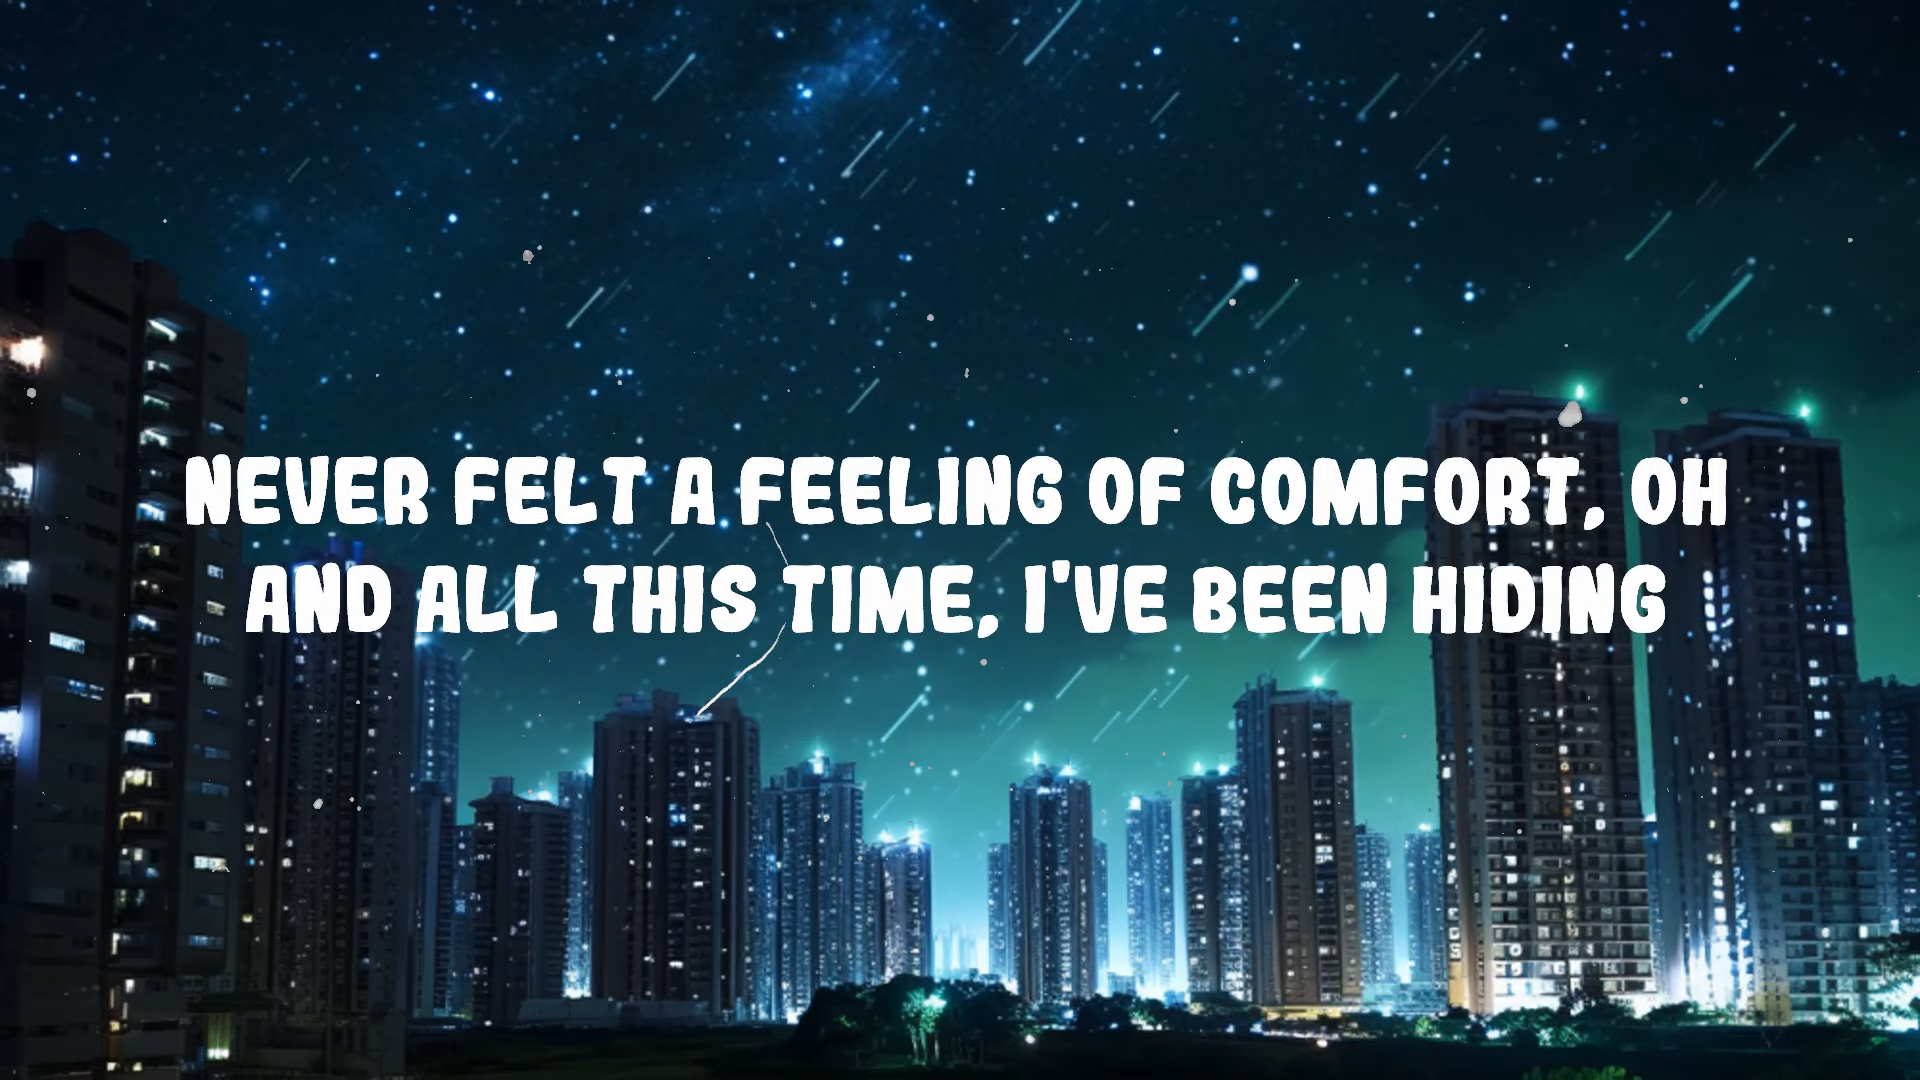 NEVER FELT A FEELING OF COMFORT, OH
AND ALL THIS TIME, I'VE BEEN HIDING